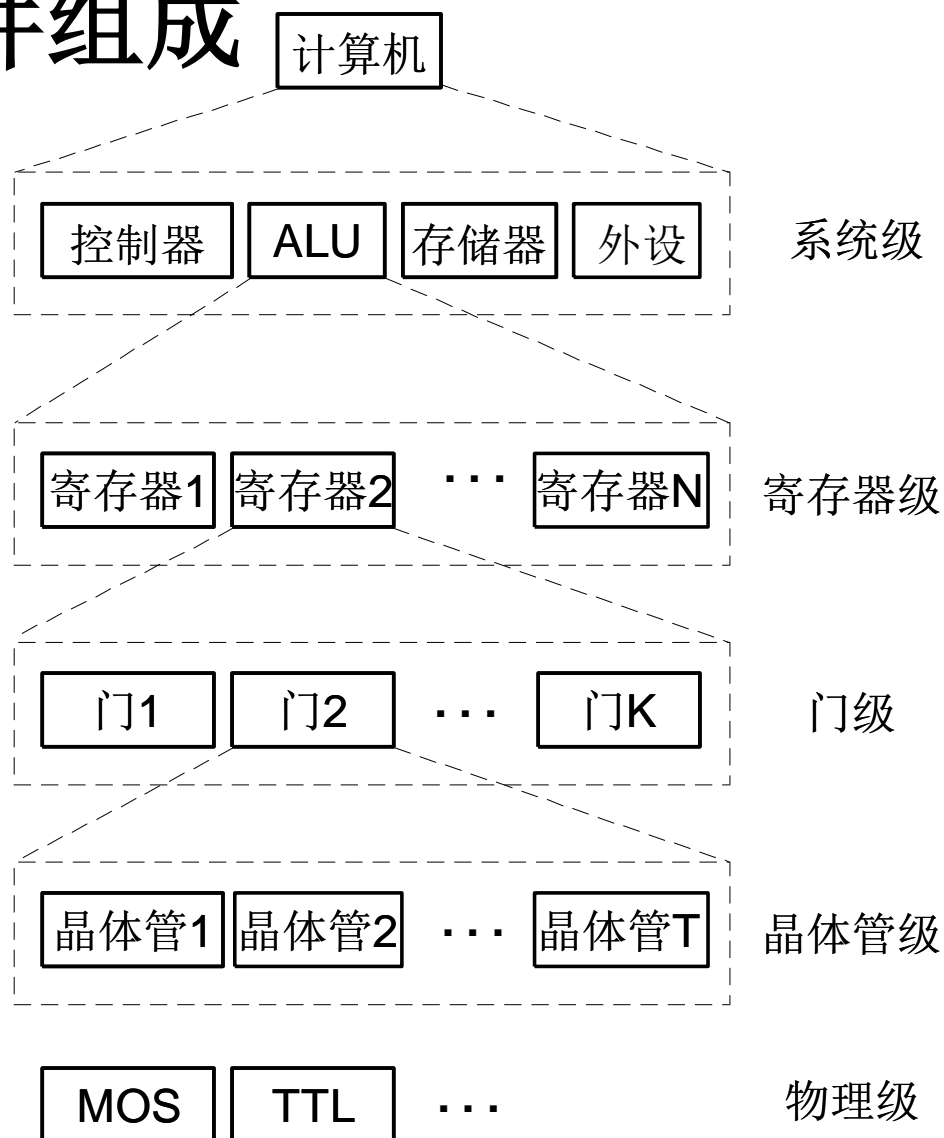 组成
计算机
控制器 ALU 存储器 外设 系统级
寄存器1 寄存器2 ··· 寄存器N 寄存器级
门1 门2 ··· 门K 门级
晶体管1 晶体管2 ··· 晶体管T 晶体管级
MOS TTL ··· 物理级